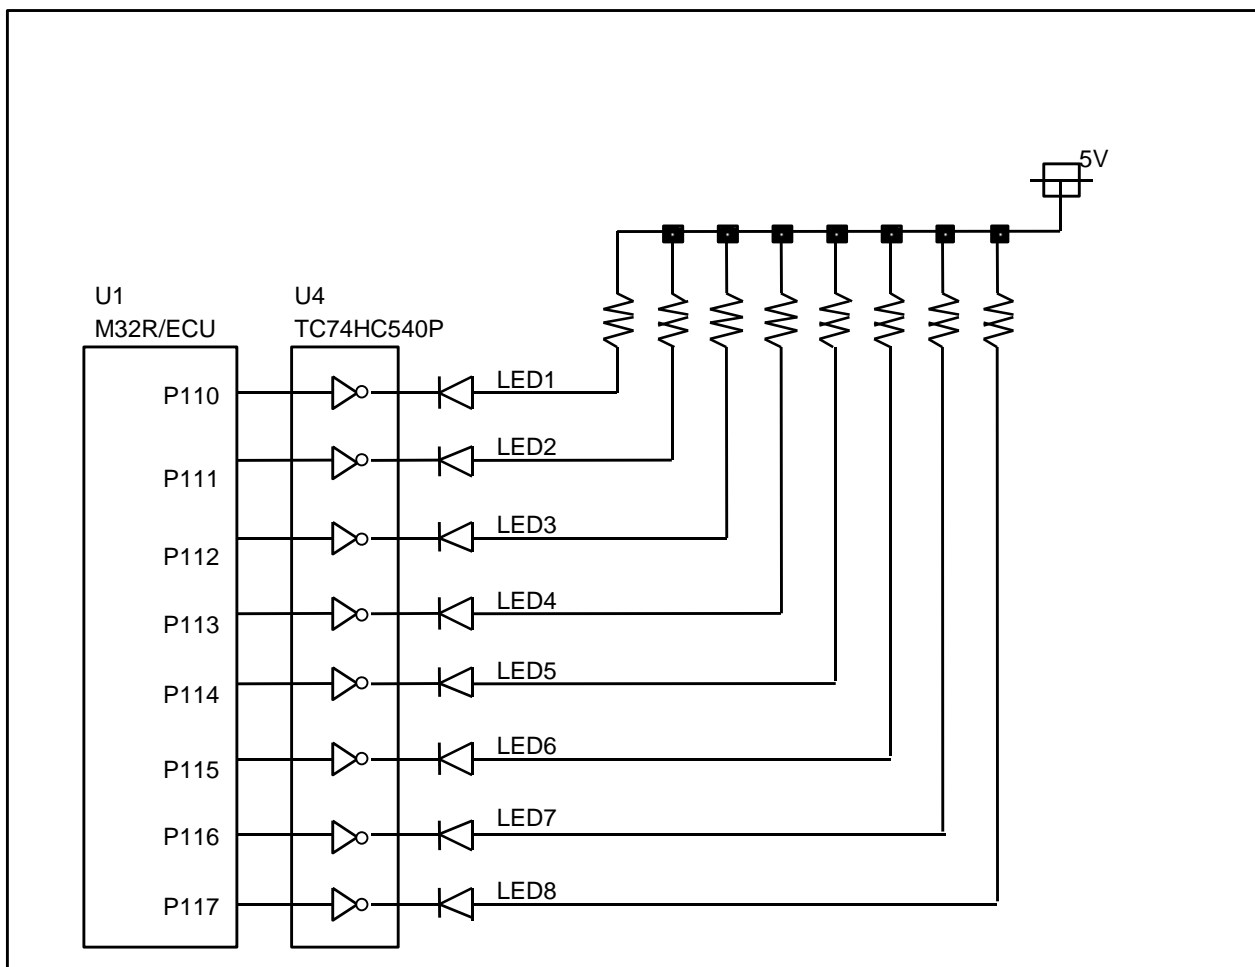 5V
U1
M32R/ECU
U4
TC74HC540P
P110
LED1
P111
LED2
P112
LED3
P113
LED4
P114
LED5
P115
LED6
P116
LED7
P117
LED8